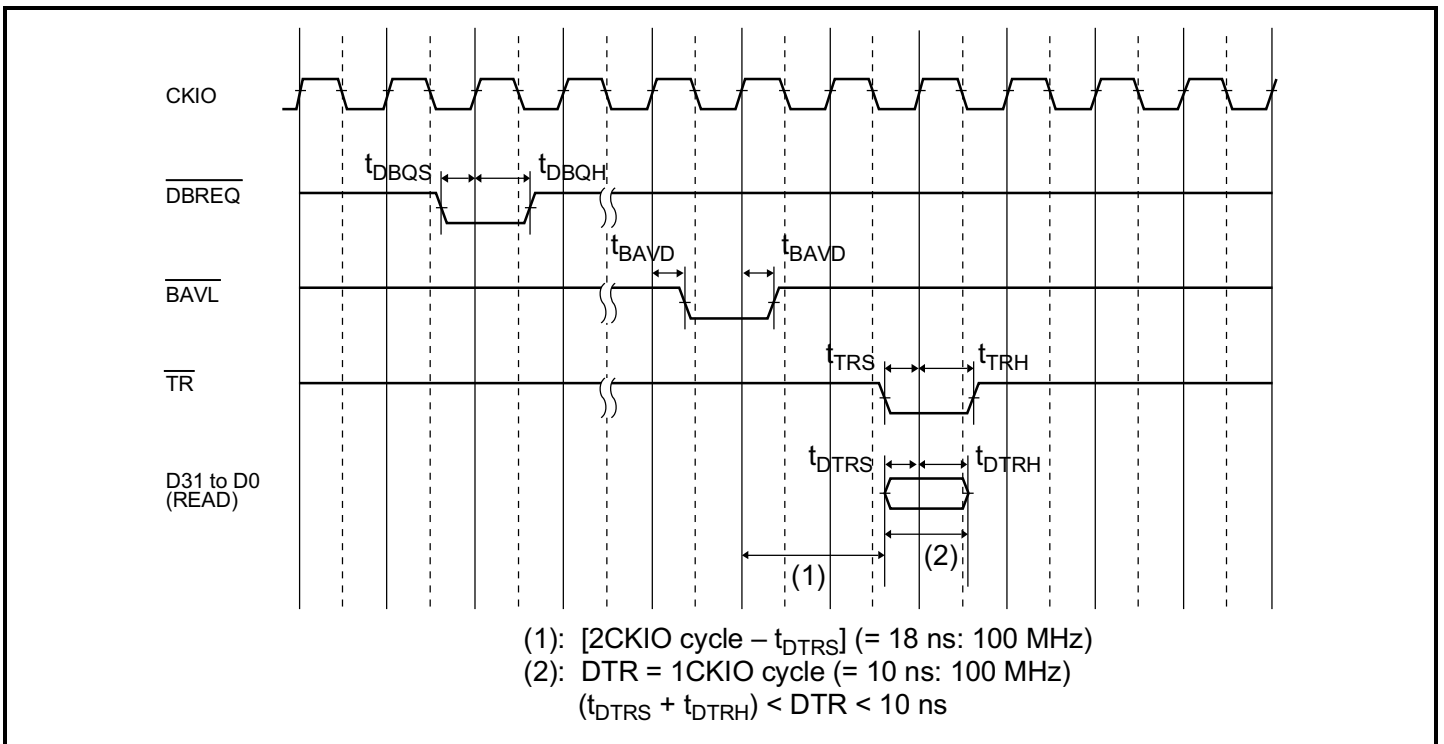 CKIO
tDBQS tDBQH
DBREQ
tBAVD tBAVD
BAVL
tTRS tTRH
TR
tDTRS tDTRH
D31 to D0
(READ)
(1) (2)
(1): [2CKIO cycle – tDTRS] (= 18 ns: 100 MHz)
(2): DTR = 1CKIO cycle (= 10 ns: 100 MHz)
(tDTRS + tDTRH) < DTR < 10 ns